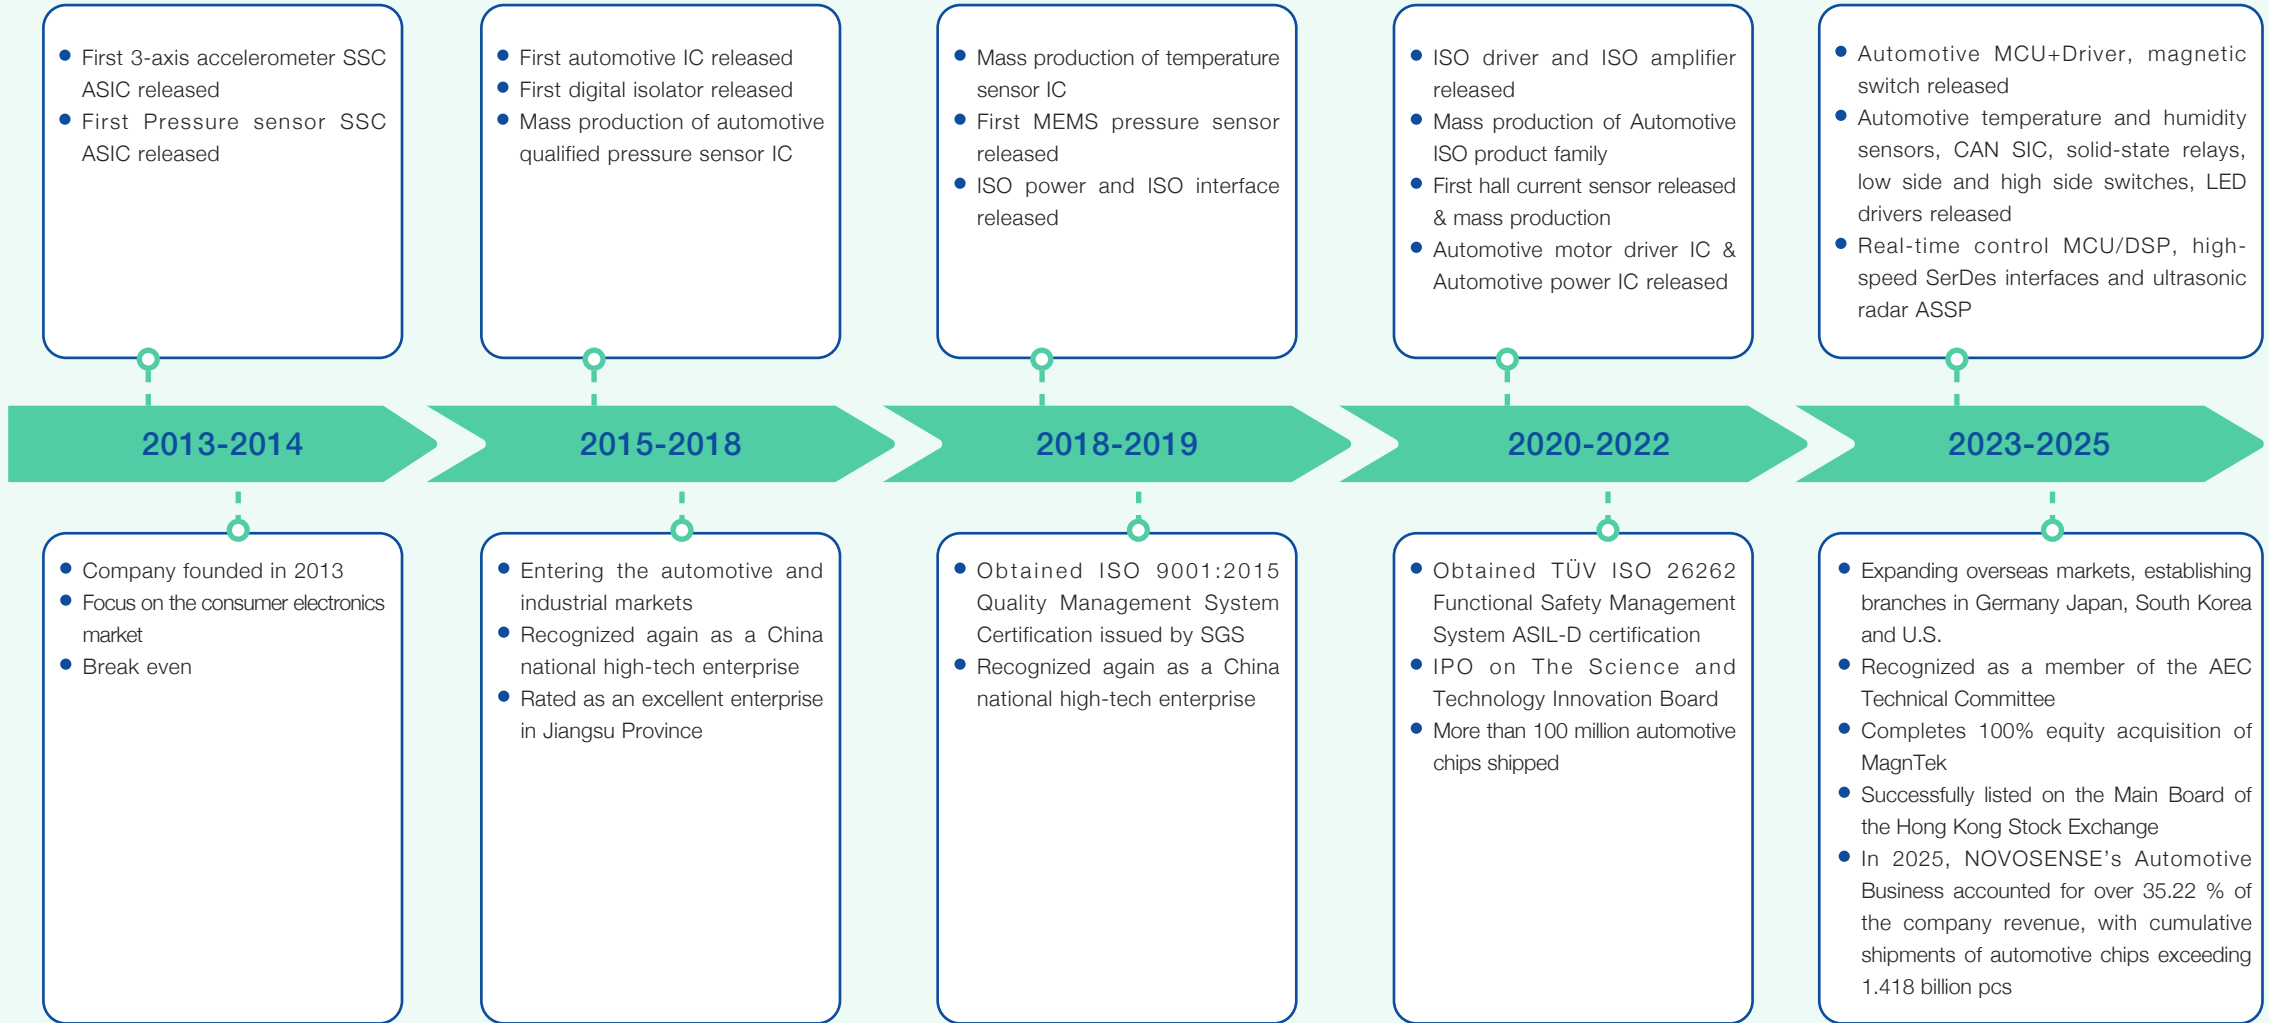 First 3-axis accelerometer SSC
ASIC released
First Pressure sensor SSC
ASIC released
First automotive IC released
First digital isolator released
Mass production of automotive
qualified pressure sensor IC
Mass production of temperature
sensor IC
First MEMS pressure sensor
released
ISO power and ISO interface
released
ISO driver and ISO amplifier
released
Mass production of Automotive
ISO product family
First hall current sensor released
& mass production
Automotive motor driver IC &
Automotive power IC released
Automotive MCU+Driver, magnetic
switch released
Automotive temperature and humidity
sensors, CAN SIC, solid-state relays,
low side and high side switches, LED
drivers released
Real-time control MCU/DSP, high-
speed SerDes interfaces and ultrasonic
radar ASSP
2013-2014
2015-2018
2018-2019
2020-2022
2023-2025
Company founded in 2013
Focus on the consumer electronics
market
Break even
Entering the automotive and
industrial markets
Recognized again as a China
national high-tech enterprise
Rated as an excellent enterprise
in Jiangsu Province
Obtained ISO 9001:2015
Quality Management System
Certification issued by SGS
Recognized again as a China
national high-tech enterprise
Obtained TÜV ISO 26262
Functional Safety Management
System ASIL-D certification
IPO on The Science and
Technology Innovation Board
More than 100 million automotive
chips shipped
Expanding overseas markets, establishing
branches in Germany Japan, South Korea
and U.S.
Recognized as a member of the AEC
Technical Committee
Completes 100% equity acquisition of
MagnTek
Successfully listed on the Main Board of
the Hong Kong Stock Exchange
In 2025, NOVOSENSE's Automotive
Business accounted for over 35.22 % of
the company revenue, with cumulative
shipments of automotive chips exceeding
1.418 billion pcs